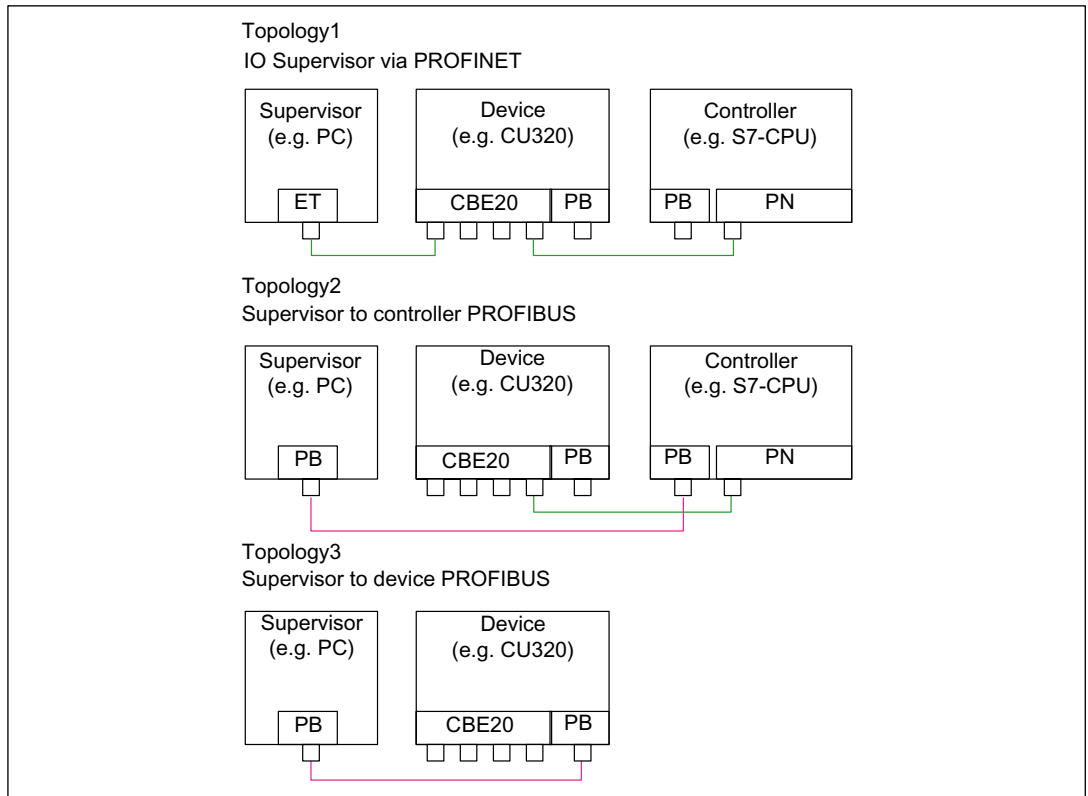 Topology1
IO Supervisor via PROFINET
Supervisor
(e.g. PC)
Device
(e.g. CU320)
Controller
(e.g. S7-CPU)
ET
CBE20
PB
PB
PN
Topology2
Supervisor to controller PROFIBUS
Supervisor
(e.g. PC)
Device
(e.g. CU320)
Controller
(e.g. S7-CPU)
PB
CBE20
PB
PB
PN
Topology3
Supervisor to device PROFIBUS
Supervisor
(e.g. PC)
Device
(e.g. CU320)
PB
CBE20
PB